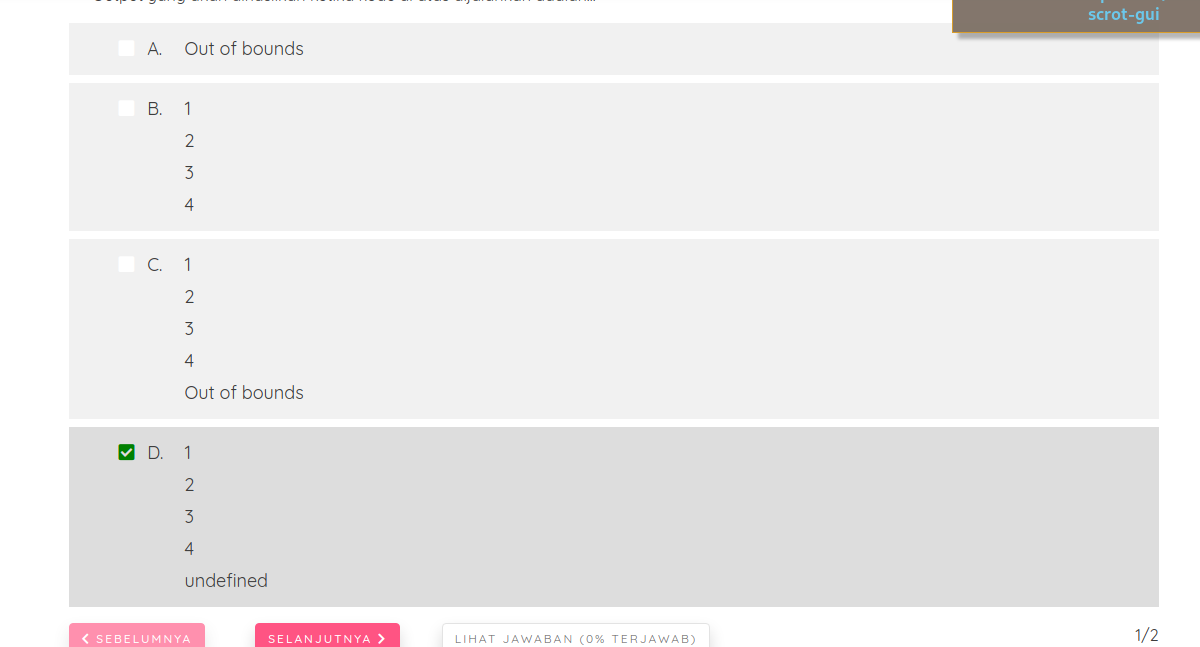 scrot-gui
A. Out of bounds
B. 1
2
3
4
C. 1
2
3
4
Out of bounds
D. 1
2
3
4
undefined
SEBELUMNYA
SELANJUTNYA
LIHAT JAWABAN (0% TERJAWAB)
1/2